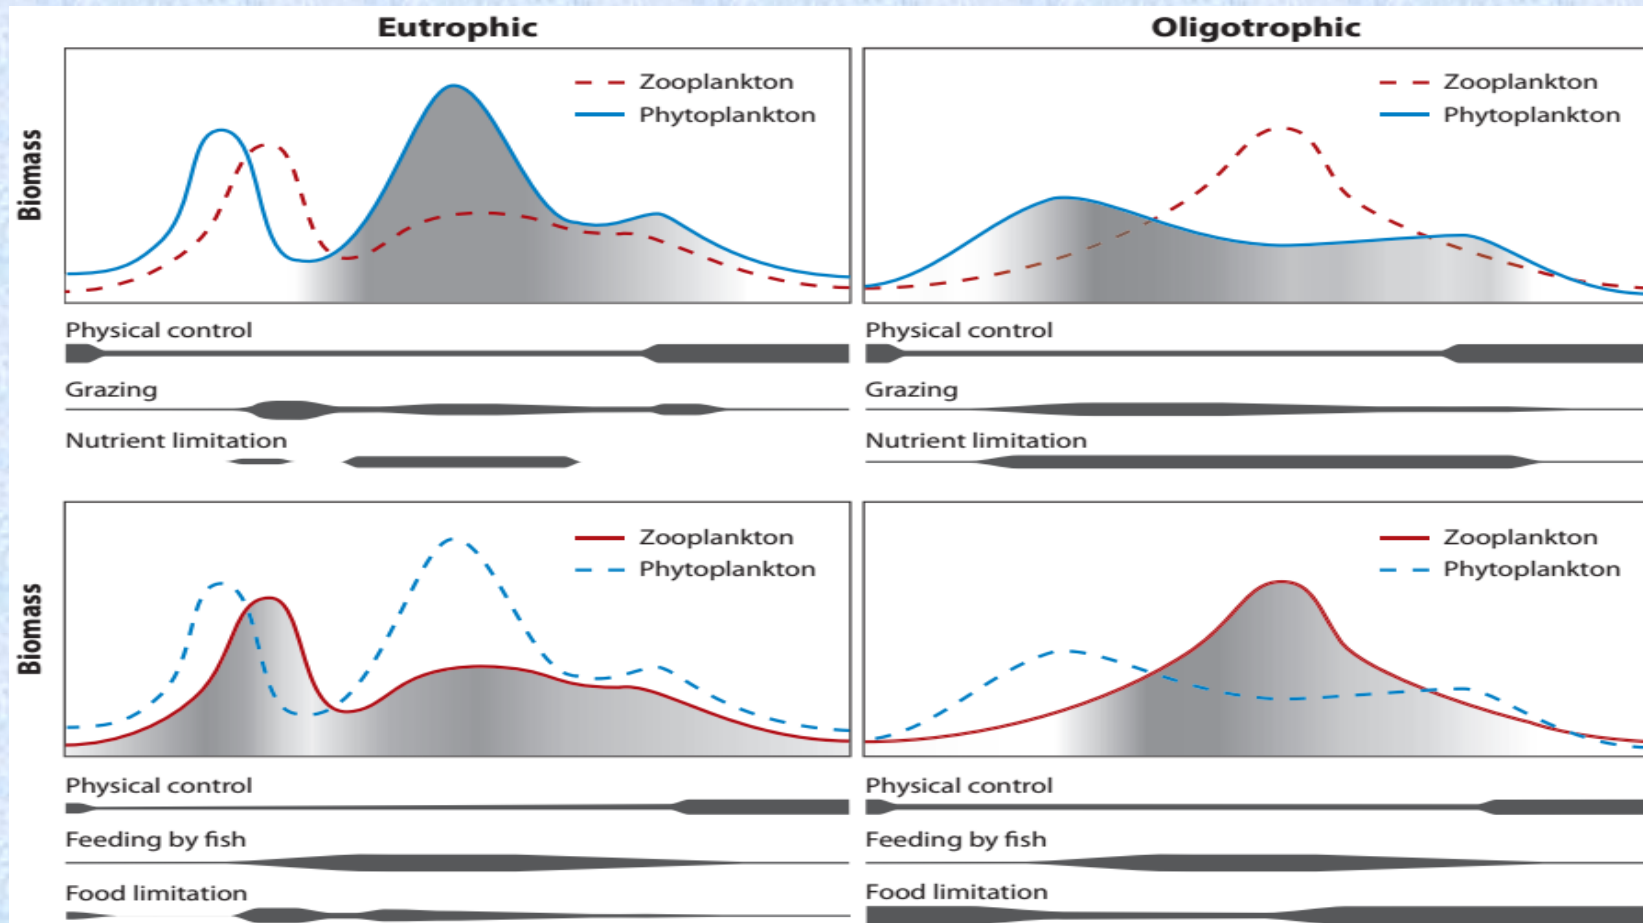 Eutrophic
Oligotrophic
Biomass
Zooplankton
Phytoplankton
Zooplankton
Phytoplankton
Physical control
Physical control
Grazing
Grazing
Nutrient limitation
Nutrient limitation
Biomass
Zooplankton
Phytoplankton
Zooplankton
Phytoplankton
Physical control
Physical control
Feeding by fish
Feeding by fish
Food limitation
Food limitation